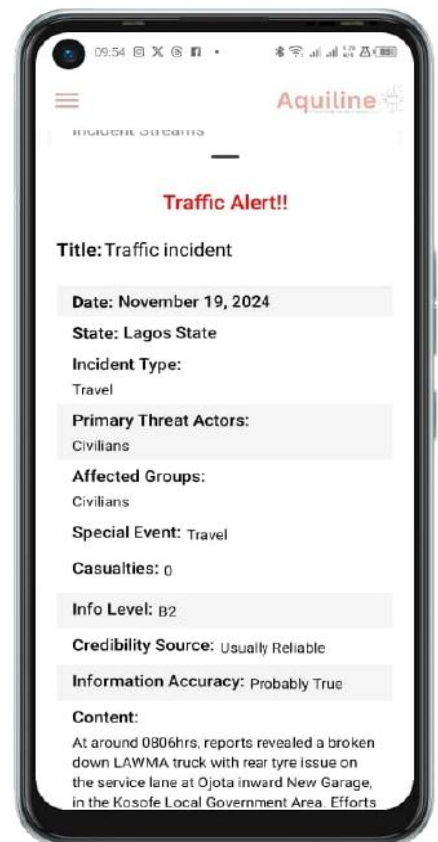 09:54
Aquiline
Incident Streams
Traffic Alert!!
Title: Traffic incident
Date: November 19, 2024
State: Lagos State
Incident Type:
Travel
Primary Threat Actors:
Civilians
Affected Groups:
Civilians
Special Event: Travel
Casualties: 0
Info Level: B2
Credibility Source: Usually Reliable
Information Accuracy: Probably True
Content:
At around 0806hrs, reports revealed a broken
down LAWMA truck with rear tyre issue on
the service lane at Ojota inward New Garage,
in the Kosofe Local Government Area. Efforts